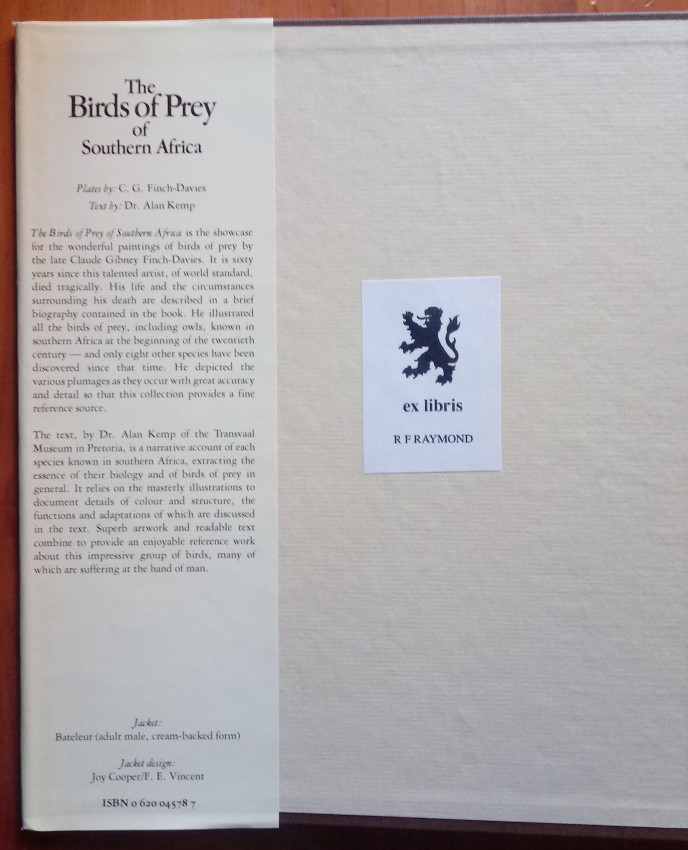 The
Birds of Prey
of
Southern Africa
Plates by: C. G. Finch-Davies
Text by: Dr. Alan Kemp
The Birds of Prey of Southern Africa is the showcase
for the wonderful paintings of birds of prey by
the late Claude Gibney Finch-Davies. It is sixty
years since this talented artist, of world standard,
died tragically. His life and the circumstances
surrounding his death are described in a brief
biography contained in the book. He illustrated
all the birds of prey, including owls, known in
southern Africa at the beginning of the twentieth
century — and only eight other species have been
discovered since that time. He depicted the
various plumages as they occur with great accuracy
and detail so that this collection provides a fine
reference source.
The text, by Dr. Alan Kemp of the Transvaal
Museum in Pretoria, is a narrative account of each
species known in southern Africa, extracting the
essence of their biology and of birds of prey in
general. It relies on the masterly illustrations to
document details of colour and structure, the
functions and adaptations of which are discussed
in the text. Superb artwork and readable text
combine to provide an enjoyable reference work
about this impressive group of birds, many of
which are suffering at the hand of man.
Jacket:
Bateleur (adult male, cream-backed form)
Jacket design:
Joy Cooper/F. E. Vincent
ISBN 0 620 04578 7
ex libris
R F RAYMOND